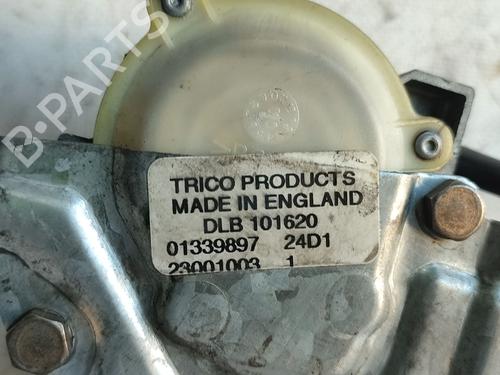 B-PARTS
TRICO PRODUCTS
MADE IN ENGLAND
DLB 101620
01339897 24D1
23001003 1